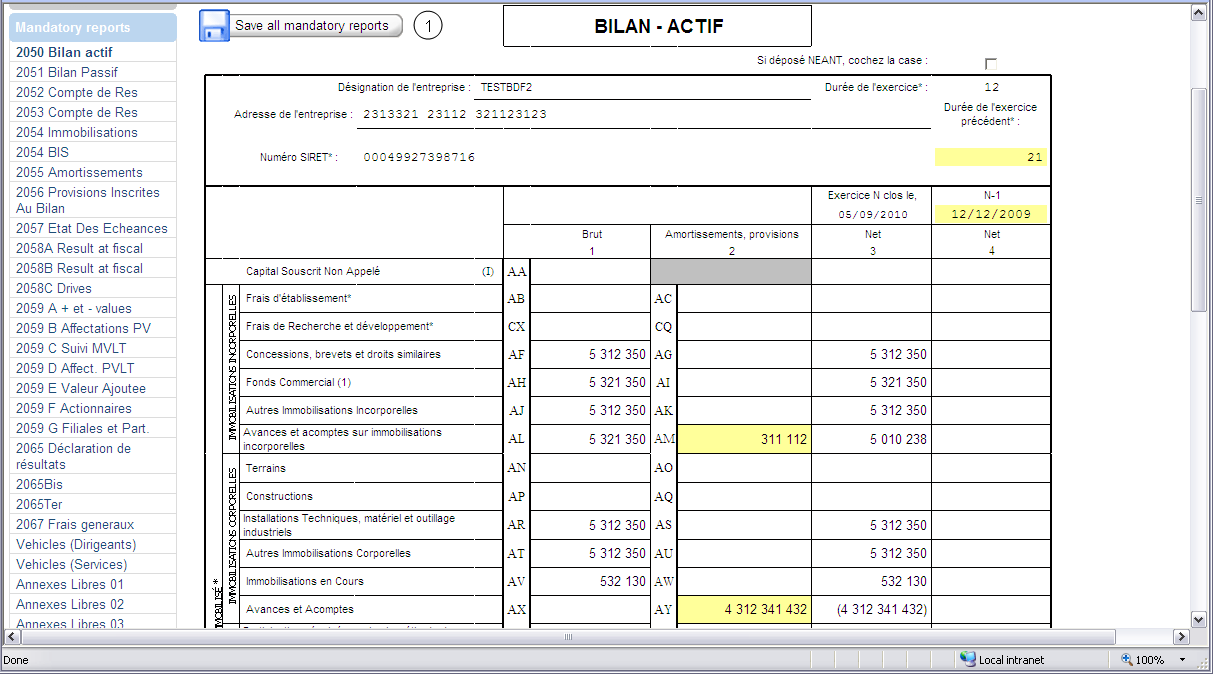 Mandatory reports
2050 Bilan actif
2051 Bilan Passif
2052 Compte de Res
2053 Compte de Res
2054 Immobilisations
2054 BIS
2055 Amortissements
2056 Provisions Inscrites
Au Bilan
2057 Etat Des Echeances
2058A Result at fiscal
2058B Result at fiscal
2058C Drives
2059 A + et - values
2059 B Affectations PV
2059 C Suivi MVLT
2059 D Affect. PVLT
2059 E Valeur Ajoutee
2059 F Actionnaires
2059 G Filiales et Part.
2065 Déclaration de
résultats
2065Bis
2065Ter
2067 Frais generaux
Vehicles (Dirigeants)
Vehicles (Services)
Annexes Libres 01
Annexes Libres 02
Annexes Libres 03
Save all mandatory reports 1
BILAN - ACTIF
Si déposé NEANT, cochez la case :
Désignation de l'entreprise : TESTBDF2 Durée de l'exercice* : 12
Adresse de l'entreprise : 2313321 23112 321123123
Durée de l'exercice
précédent* :
Numéro SIRET* : 00049927398716 21
Exercice N clos le, N-1
05/09/2010 12/12/2009
Brut Amortissements, provisions Net Net
1 2 3 4
Capital Souscrit Non Appelé (I) AA
IMMOBILISATIONS INCORPORELLES
Frais d'établissement* AB AC
Frais de Recherche et développement* CX CQ
Concessions, brevets et droits similaires AF 5 312 350 AG 5 312 350
Fonds Commercial (1) AH 5 321 350 AI 5 321 350
Autres Immobilisations Incorporelles AJ 5 312 350 AK 5 312 350
Avances et acomptes sur immobilisations
incorporelles AL 5 321 350 AM 311 112 5 010 238
IMMOBILISATIONS CORPORELLES
Terrains AN AO
Constructions AP AQ
Installations Techniques, matériel et outillage
industriels AR 5 312 350 AS 5 312 350
Autres Immobilisations Corporelles AT 5 312 350 AU 5 312 350
Immobilisations en Cours AV 532 130 AW 532 130
Avances et Acomptes AX AY 4 312 341 432 (4 312 341 432)
Done Local intranet 100%